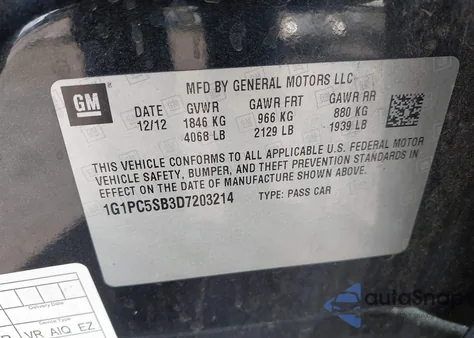 GM
MFD BY GENERAL MOTORS LLC
DATE GVWR GAWR FRT GAWR RR
12/12 1846 KG 966 KG 880 KG
4068 LB 2129 LB 1939 LB
THIS VEHICLE CONFORMS TO ALL APPLICABLE U.S. FEDERAL MOTOR
VEHICLE SAFETY, BUMPER, AND THEFT PREVENTION STANDARDS IN
EFFECT ON THE DATE OF MANUFACTURE SHOWN ABOVE.
1G1PC5SB3D7203214 TYPE: PASS CAR
Delivery Date
VR AIQ EZ
autoSnap